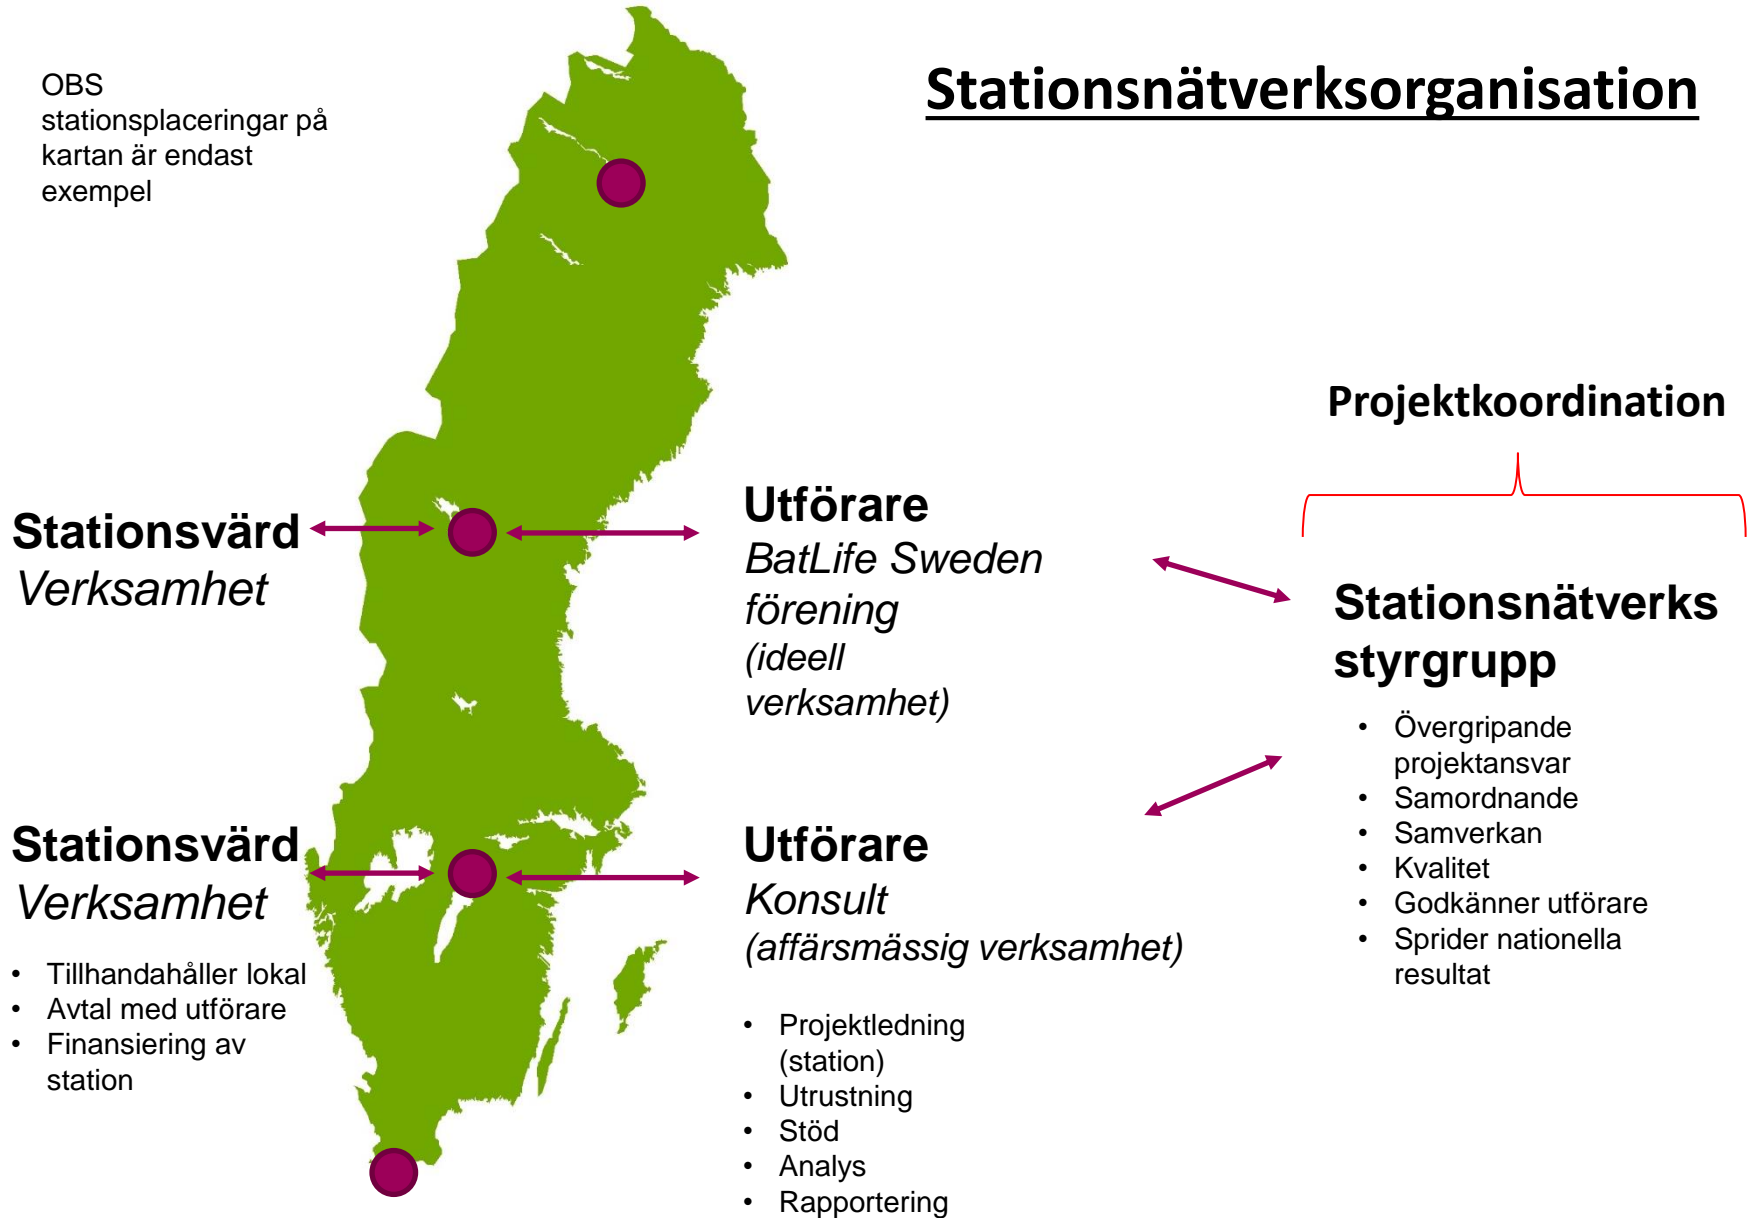 OBS
stationsplaceringar på
kartan är endast
exempel
Stationsnätverksorganisation
Projektkoordination
Stationsvärd
Verksamhet
Utförare
BatLife Sweden
förening
(ideell
verksamhet)
Stationsnätverks
styrgrupp
• Övergripande
projektansvar
• Samordnande
• Samverkan
• Kvalitet
• Godkänner utförare
• Sprider nationella
resultat
Stationsvärd
Verksamhet
• Tillhandahåller lokal
• Avtal med utförare
• Finansiering av
station
Utförare
Konsult
(affärsmässig verksamhet)
• Projektledning
(station)
• Utrustning
• Stöd
• Analys
• Rapportering